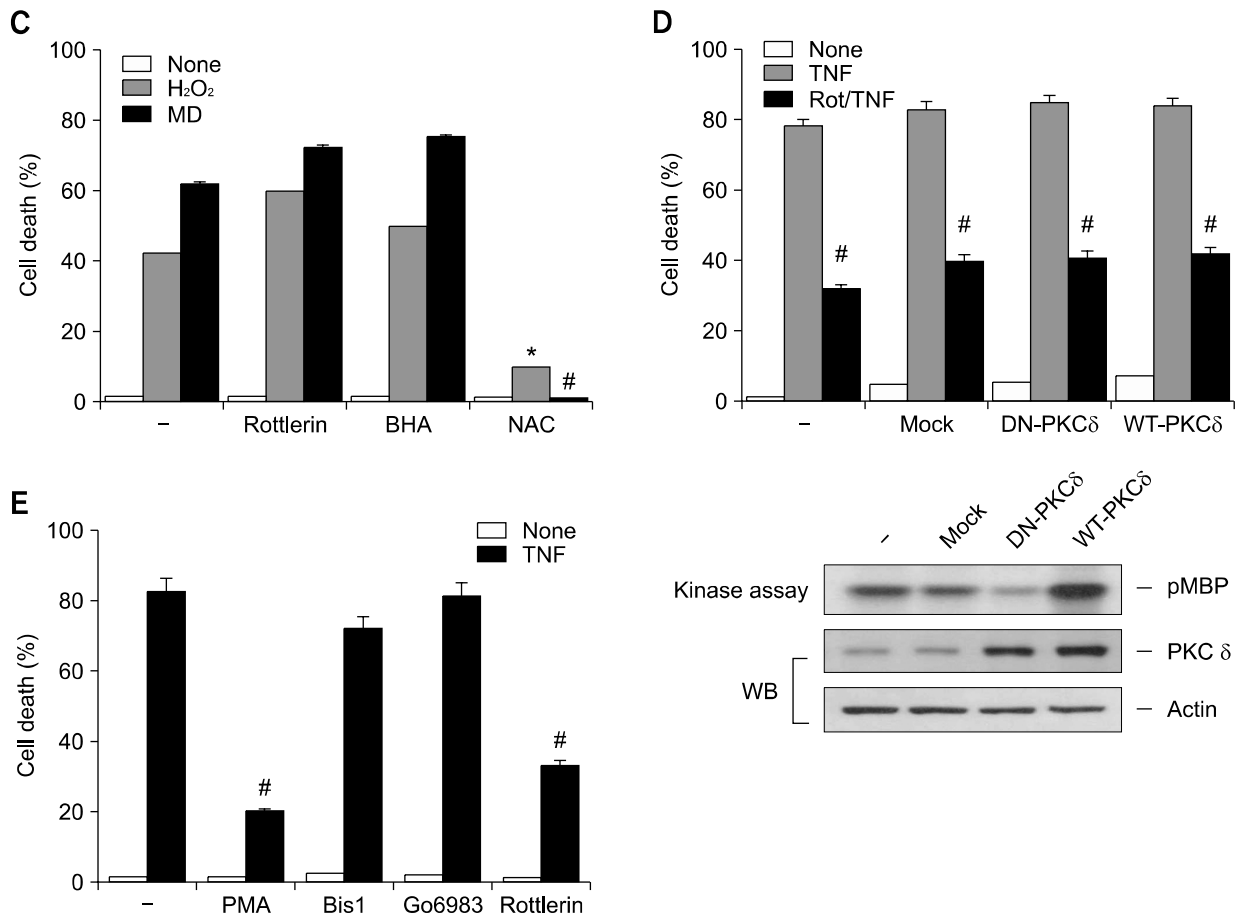 C
Cell death (%)
100
80
60
40
20
0
None
H₂O₂
MD
*
#
– Rottlerin BHA NAC
D
Cell death (%)
100
80
60
40
20
0
None
TNF
Rot/TNF
# # # #
– Mock DN-PKCδ WT-PKCδ
E
Cell death (%)
100
80
60
40
20
0
None
TNF
# #
– PMA Bis1 Go6983 Rottlerin
– Mock DN-PKCδ WT-PKCδ
Kinase assay – pMBP
WB
– PKC δ
– Actin